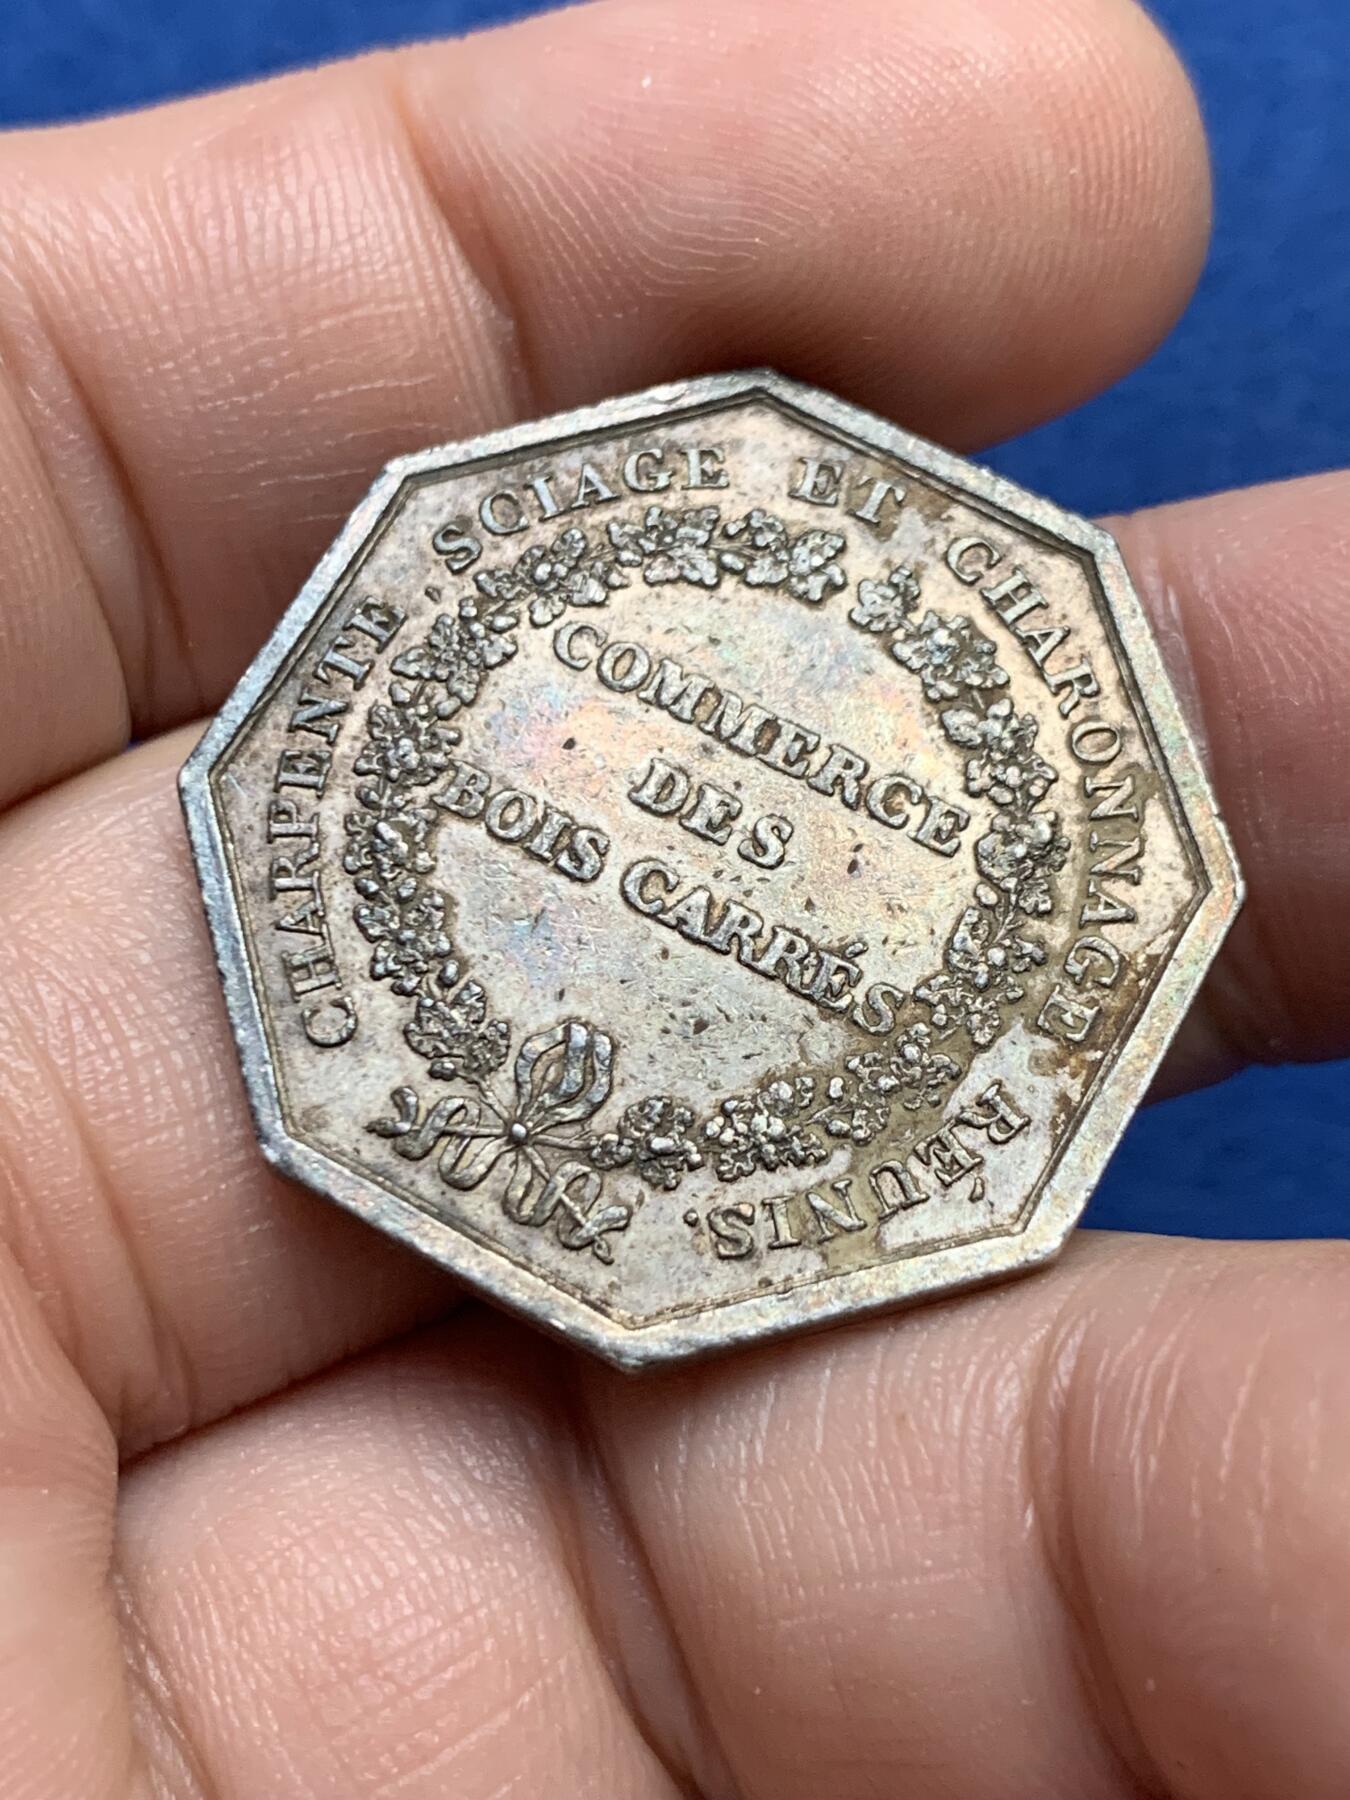 CHARPENTE, SCIAGE ET CHARONNAGE RÉUNIS.
COMMERCE
DES
BOIS CARRÉS